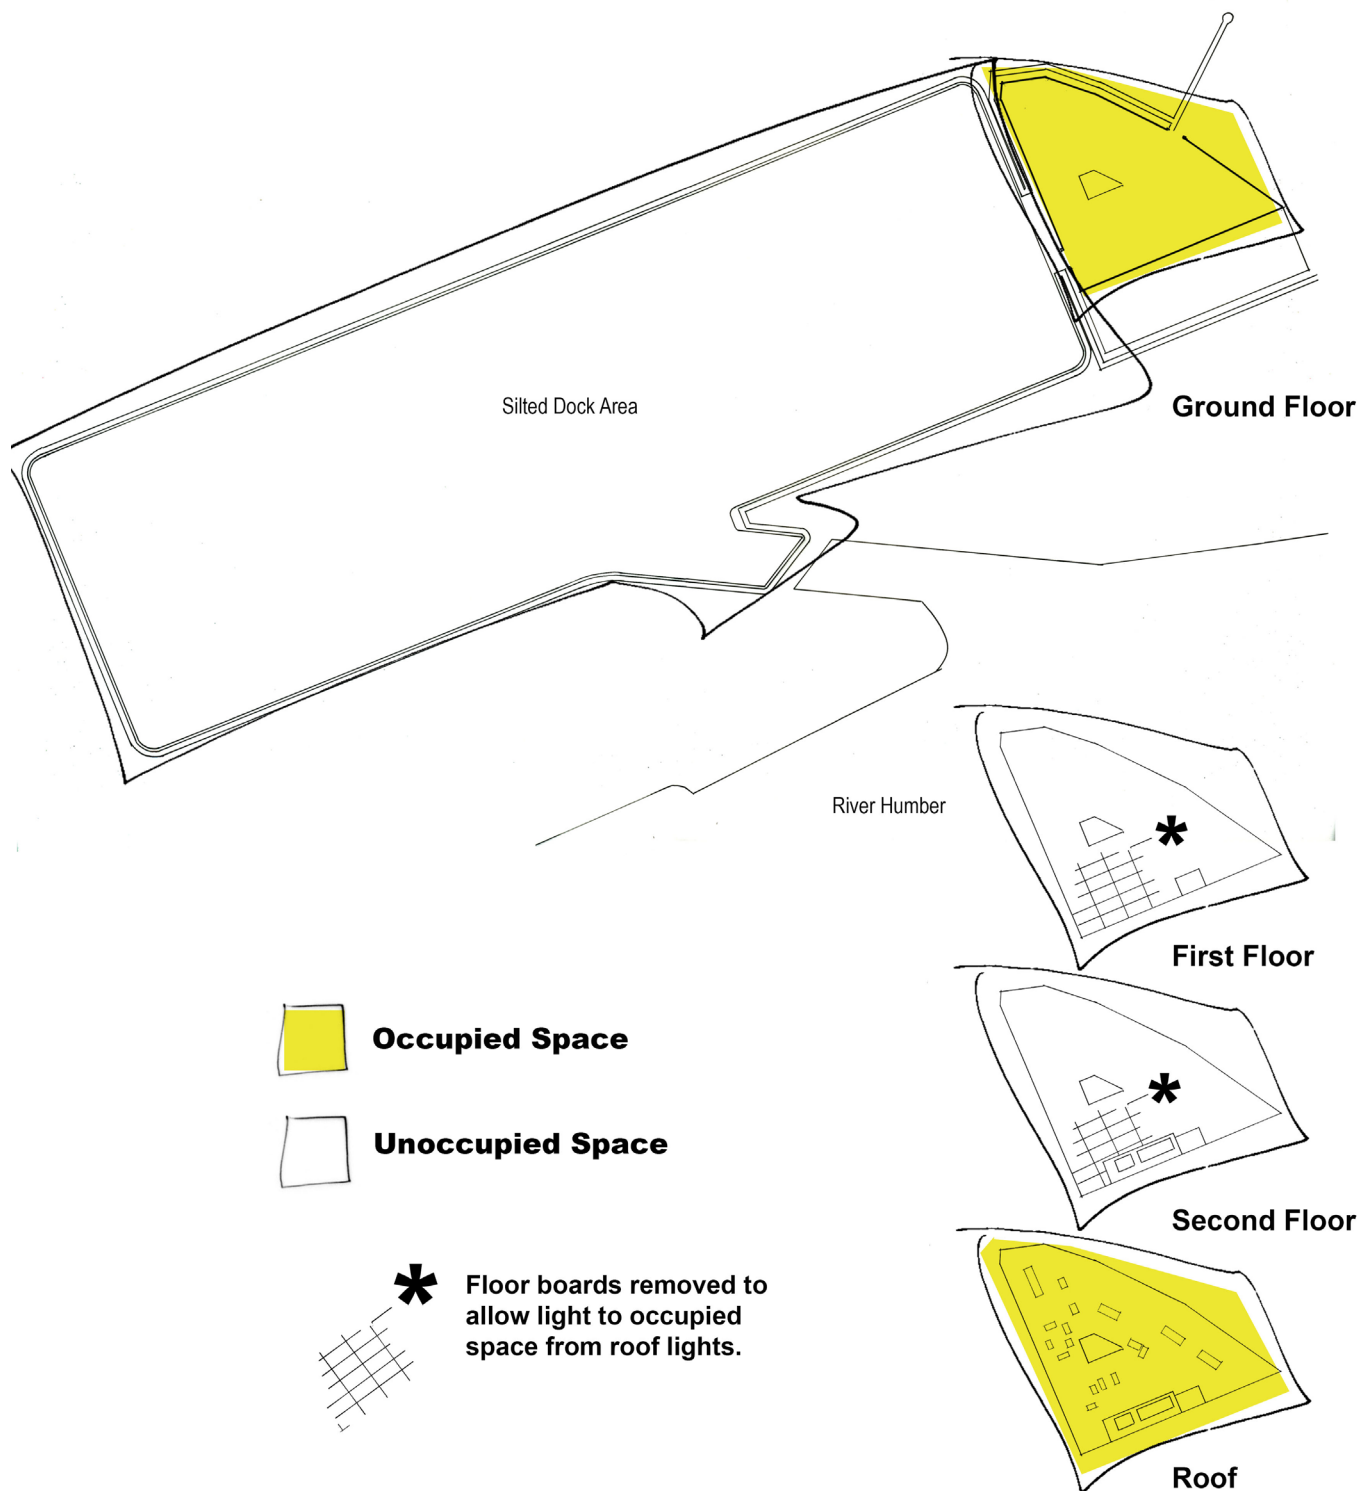 Silted Dock Area
Ground Floor
River Humber
*
First Floor
Occupied Space
*
Unoccupied Space
Second Floor
* Floor boards removed to
allow light to occupied
space from roof lights.
Roof